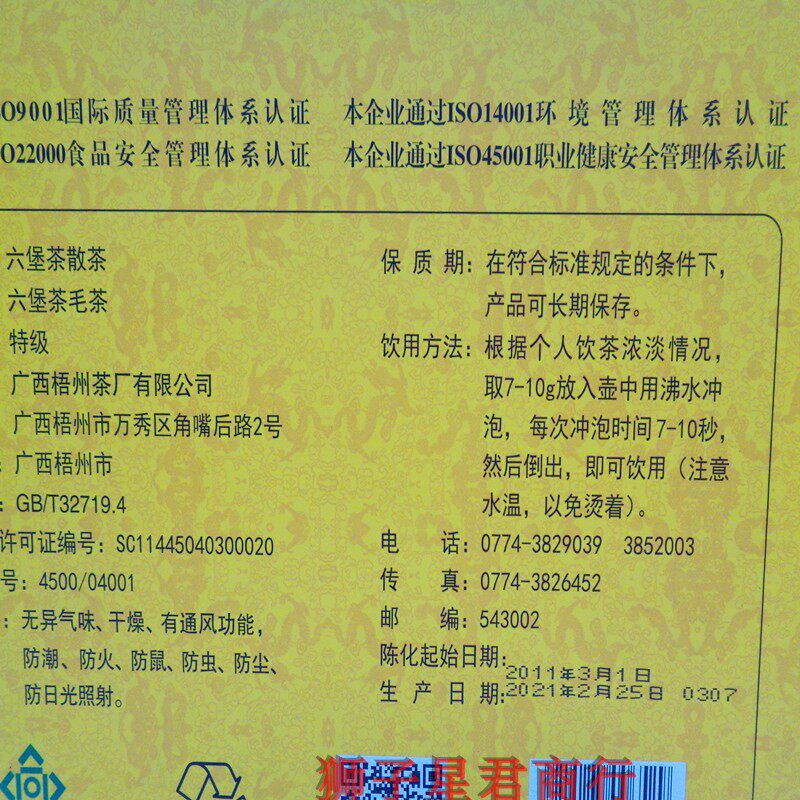 ISO9001国际质量管理体系认证 本企业通过ISO14001环境管理体系认证
ISO22000食品安全管理体系认证 本企业通过ISO45001职业健康安全管理体系认证
六堡茶散茶
六堡茶毛茶
特级
广西梧州茶厂有限公司
广西梧州市万秀区角嘴后路2号
:广西梧州市
:GB/T32719.4
许可证编号:SC11445040300020
号:4500/04001
:无异气味、干燥、有通风功能,
防潮、防火、防鼠、防虫、防尘、
防日光照射。
保质期:在符合标准规定的条件下,
产品可长期保存。
饮用方法:根据个人饮茶浓淡情况,
取7-10g放入壶中用沸水冲
泡,每次冲泡时间7-10秒,
然后倒出,即可饮用(注意
水温,以免烫着)。
电话:0774-3829039 3852003
传真:0774-3826452
邮编:543002
陈化起始日期:2011年3月1日
生产日期:2021年2月25日 0307
狮子星君商行